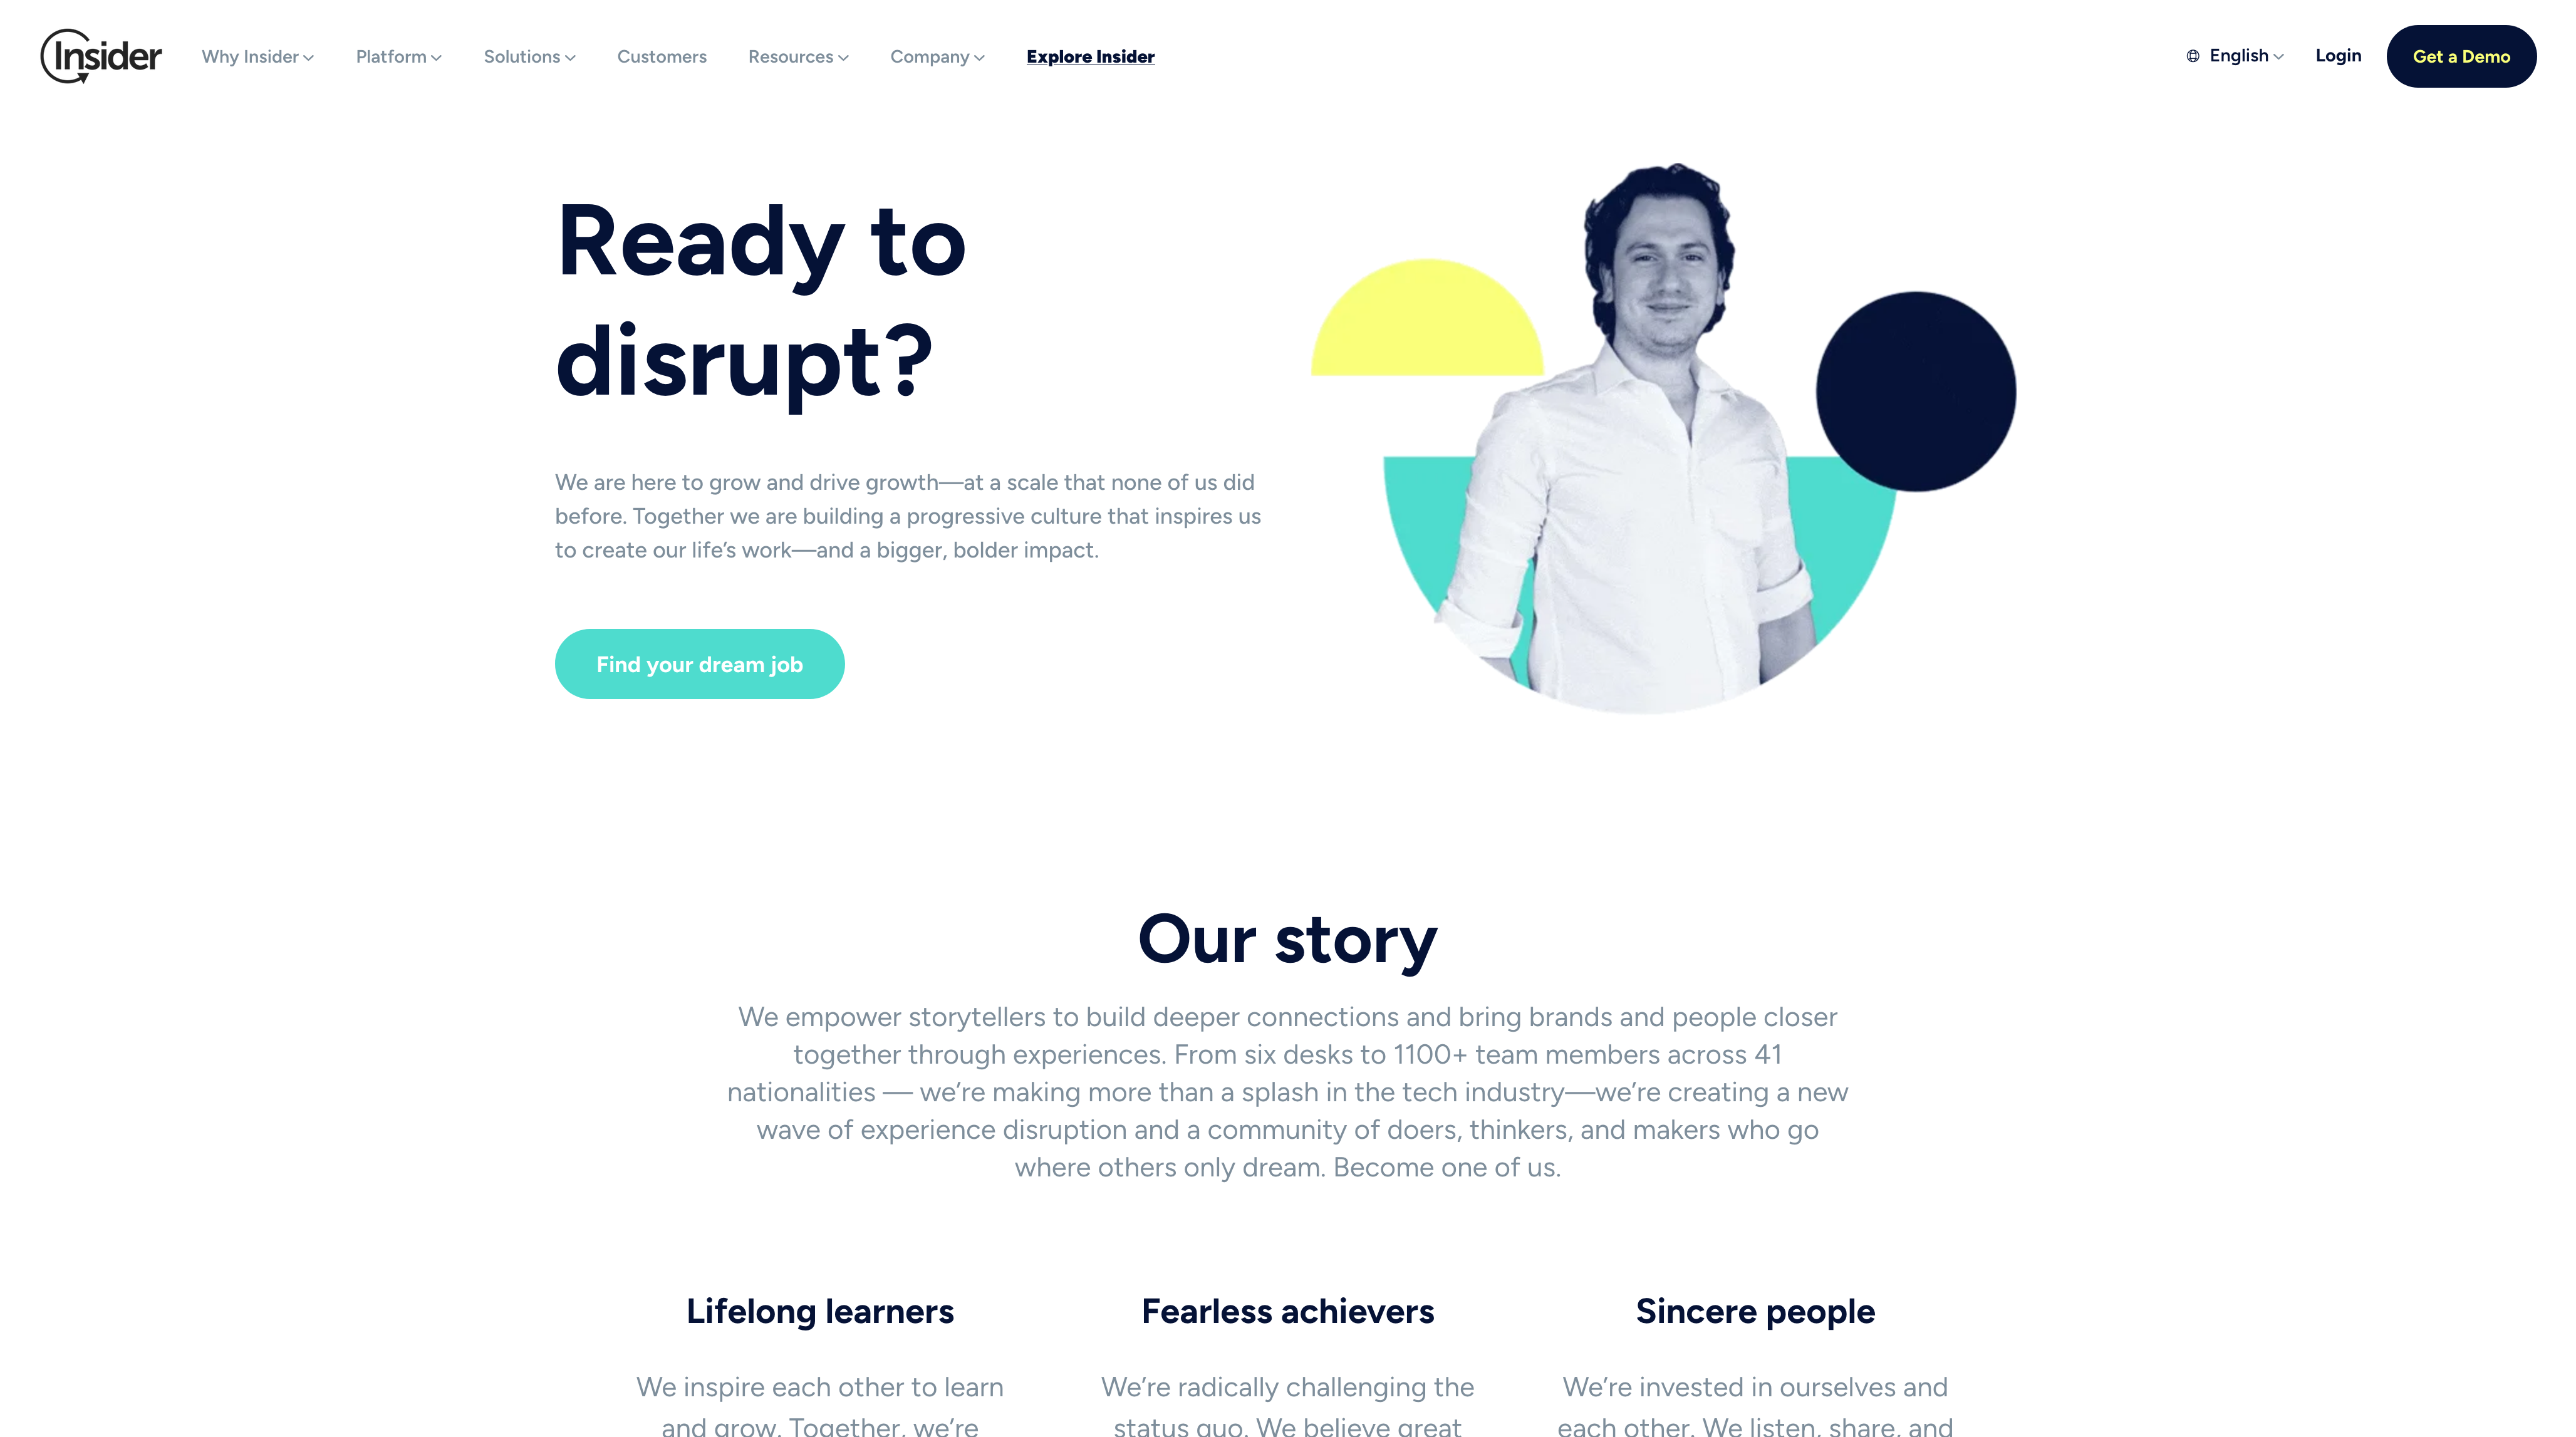 Insider
Why Insider
Platform
Solutions
Customers
Resources
Company
Explore Insider
English
Login
Get a Demo
Ready to
disrupt?
We are here to grow and drive growth—at a scale that none of us did
before. Together we are building a progressive culture that inspires us
to create our life’s work—and a bigger, bolder impact.
Find your dream job
Our story
We empower storytellers to build deeper connections and bring brands and people closer
together through experiences. From six desks to 1100+ team members across 41
nationalities — we’re making more than a splash in the tech industry—we’re creating a new
wave of experience disruption and a community of doers, thinkers, and makers who go
where others only dream. Become one of us.
Lifelong learners
We inspire each other to learn
and grow. Together, we’re
Fearless achievers
We’re radically challenging the
status quo. We believe great
Sincere people
We’re invested in ourselves and
each other. We listen, share, and